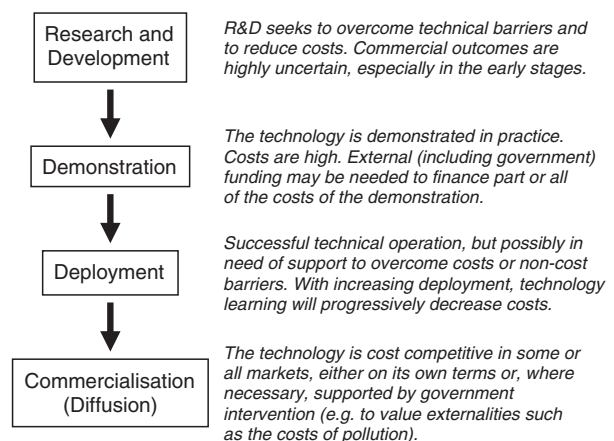 Research and
Development
R&D seeks to overcome technical barriers and
to reduce costs. Commercial outcomes are
highly uncertain, especially in the early stages.
Demonstration
The technology is demonstrated in practice.
Costs are high. External (including government)
funding may be needed to finance part or all
of the costs of the demonstration.
Deployment
Successful technical operation, but possibly in
need of support to overcome costs or non-cost
barriers. With increasing deployment, technology
learning will progressively decrease costs.
Commercialisation
(Diffusion)
The technology is cost competitive in some or
all markets, either on its own terms or, where
necessary, supported by government
intervention (e.g. to value externalities such
as the costs of pollution).